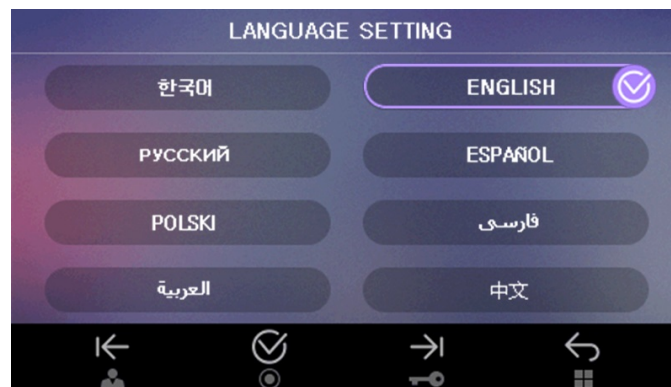 LANGUAGE SETTING
한국어
ENGLISH
РУССКИЙ
ESPAÑOL
POLSKI
فارسی
العربية
中文